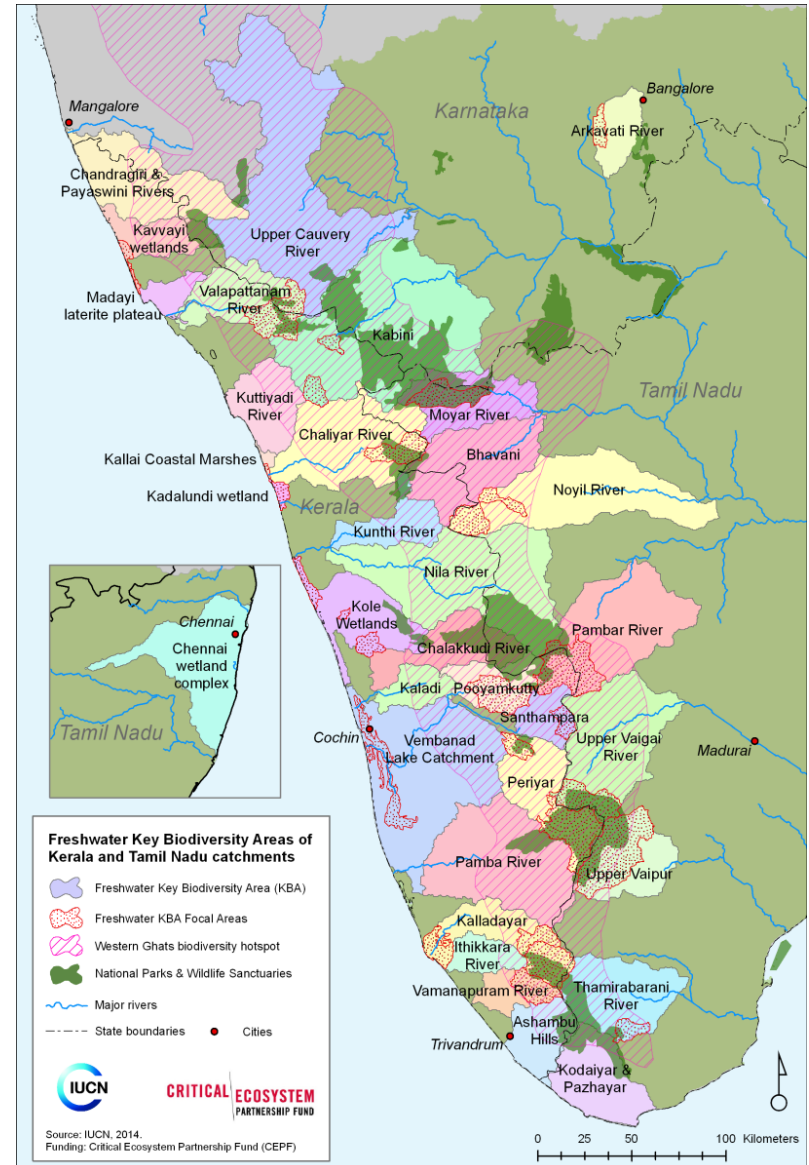 Mangalore
Bangalore
Karnataka
Arkavati River
Chandragiri &
Payaswini Rivers
Kavvayi
wetlands
Upper Cauvery
River
Madayi
laterite plateau
Valapattanam
River
Kabini
Tamil Nadu
Kuttiyadi
River
Moyar River
Chaliyar River
Bhavani
Kallai Coastal Marshes
Noyil River
Kadalundi wetland
Kerala
Kunthi River
Nila River
Kole
Wetlands
Pambar River
Chalakkudi River
Chennai
Chennai
wetland
complex
Tamil Nadu
Kaladi
Pooyamkutty
Santhampara
Cochin
Vembanad
Lake Catchment
Upper Vaigai
River
Madurai
Periyar
Pamba River
Upper Vaipur
Kalladayar
Ithikkara
River
Vamanapuram River
Thamirabarani
River
Ashambu
Hills
Trivandrum
Kodaiyar &
Pazhayar
Freshwater Key Biodiversity Areas of
Kerala and Tamil Nadu catchments
Freshwater Key Biodiversity Area (KBA)
Freshwater KBA Focal Areas
Western Ghats biodiversity hotspot
National Parks & Wildlife Sanctuaries
Major rivers
State boundaries
Cities
IUCN
CRITICAL ECOSYSTEM
PARTNERSHIP FUND
Source: IUCN, 2014.
Funding: Critical Ecosystem Partnership Fund (CEPF)
0 25 50 100 Kilometers